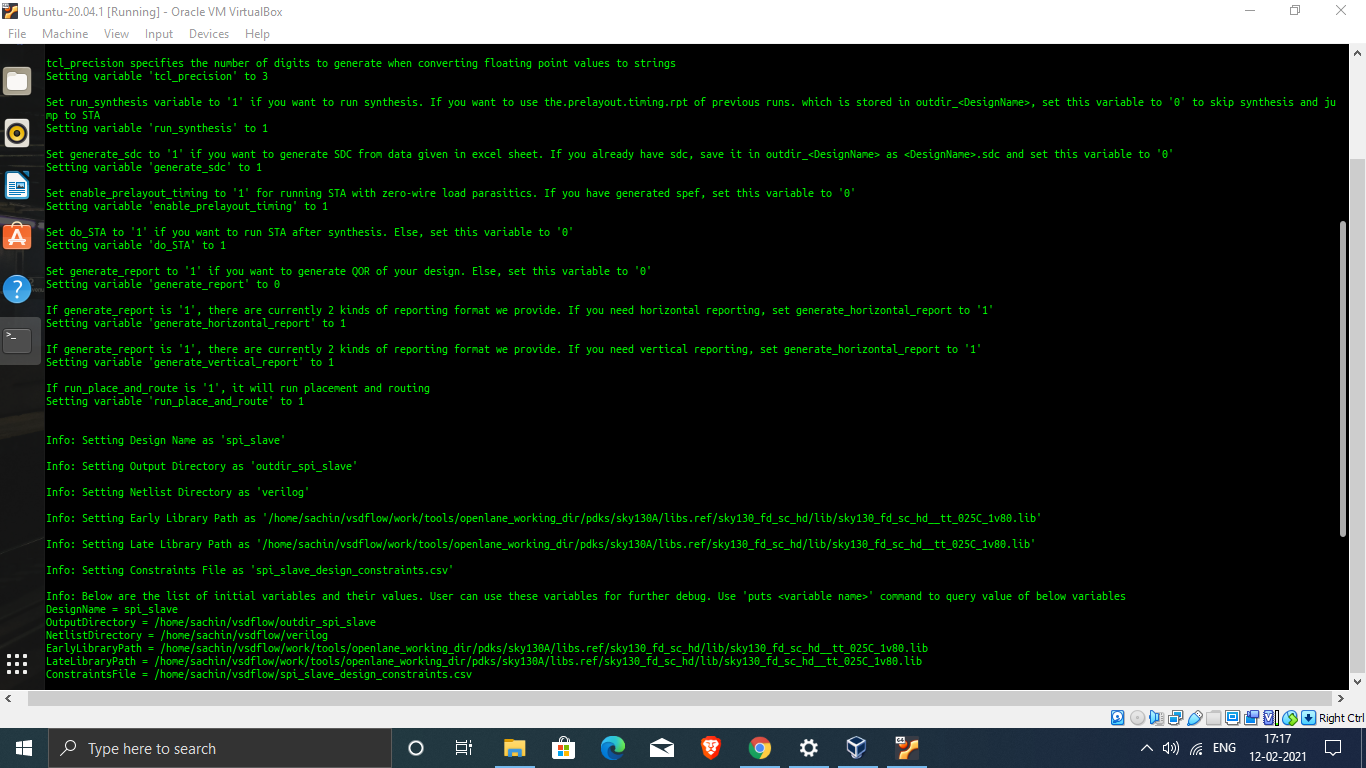 Ubuntu-20.04.1 [Running] - Oracle VM VirtualBox
File Machine View Input Devices Help
tcl_precision specifies the number of digits to generate when converting floating point values to strings
Setting variable 'tcl_precision' to 3
Set run_synthesis variable to '1' if you want to run synthesis. If you want to use the.prelayout.timing.rpt of previous runs. which is stored in outdir_<DesignName>, set this variable to '0' to skip synthesis and ju
mp to STA
Setting variable 'run_synthesis' to 1
Set generate_sdc to '1' if you want to generate SDC from data given in excel sheet. If you already have sdc, save it in outdir_<DesignName> as <DesignName>.sdc and set this variable to '0'
Setting variable 'generate_sdc' to 1
Set enable_prelayout_timing to '1' for running STA with zero-wire load parasitics. If you have generated spef, set this variable to '0'
Setting variable 'enable_prelayout_timing' to 1
Set do_STA to '1' if you want to run STA after synthesis. Else, set this variable to '0'
Setting variable 'do_STA' to 1
Set generate_report to '1' if you want to generate QOR of your design. Else, set this variable to '0'
Setting variable 'generate_report' to 0
If generate_report is '1', there are currently 2 kinds of reporting format we provide. If you need horizontal reporting, set generate_horizontal_report to '1'
Setting variable 'generate_horizontal_report' to 1
If generate_report is '1', there are currently 2 kinds of reporting format we provide. If you need vertical reporting, set generate_horizontal_report to '1'
Setting variable 'generate_vertical_report' to 1
If run_place_and_route is '1', it will run placement and routing
Setting variable 'run_place_and_route' to 1
Info: Setting Design Name as 'spi_slave'
Info: Setting Output Directory as 'outdir_spi_slave'
Info: Setting Netlist Directory as 'verilog'
Info: Setting Early Library Path as '/home/sachin/vsdflow/work/tools/openlane_working_dir/pdks/sky130A/libs.ref/sky130_fd_sc_hd/lib/sky130_fd_sc_hd__tt_025C_1v80.lib'
Info: Setting Late Library Path as '/home/sachin/vsdflow/work/tools/openlane_working_dir/pdks/sky130A/libs.ref/sky130_fd_sc_hd/lib/sky130_fd_sc_hd__tt_025C_1v80.lib'
Info: Setting Constraints File as 'spi_slave_design_constraints.csv'
Info: Below are the list of initial variables and their values. User can use these variables for further debug. Use 'puts <variable name>' command to query value of below variables
DesignName = spi_slave
OutputDirectory = /home/sachin/vsdflow/outdir_spi_slave
NetlistDirectory = /home/sachin/vsdflow/verilog
EarlyLibraryPath = /home/sachin/vsdflow/work/tools/openlane_working_dir/pdks/sky130A/libs.ref/sky130_fd_sc_hd/lib/sky130_fd_sc_hd__tt_025C_1v80.lib
LateLibraryPath = /home/sachin/vsdflow/work/tools/openlane_working_dir/pdks/sky130A/libs.ref/sky130_fd_sc_hd/lib/sky130_fd_sc_hd__tt_025C_1v80.lib
ConstraintsFile = /home/sachin/vsdflow/spi_slave_design_constraints.csv
Right Ctrl
Type here to search
ENG
17:17
12-02-2021